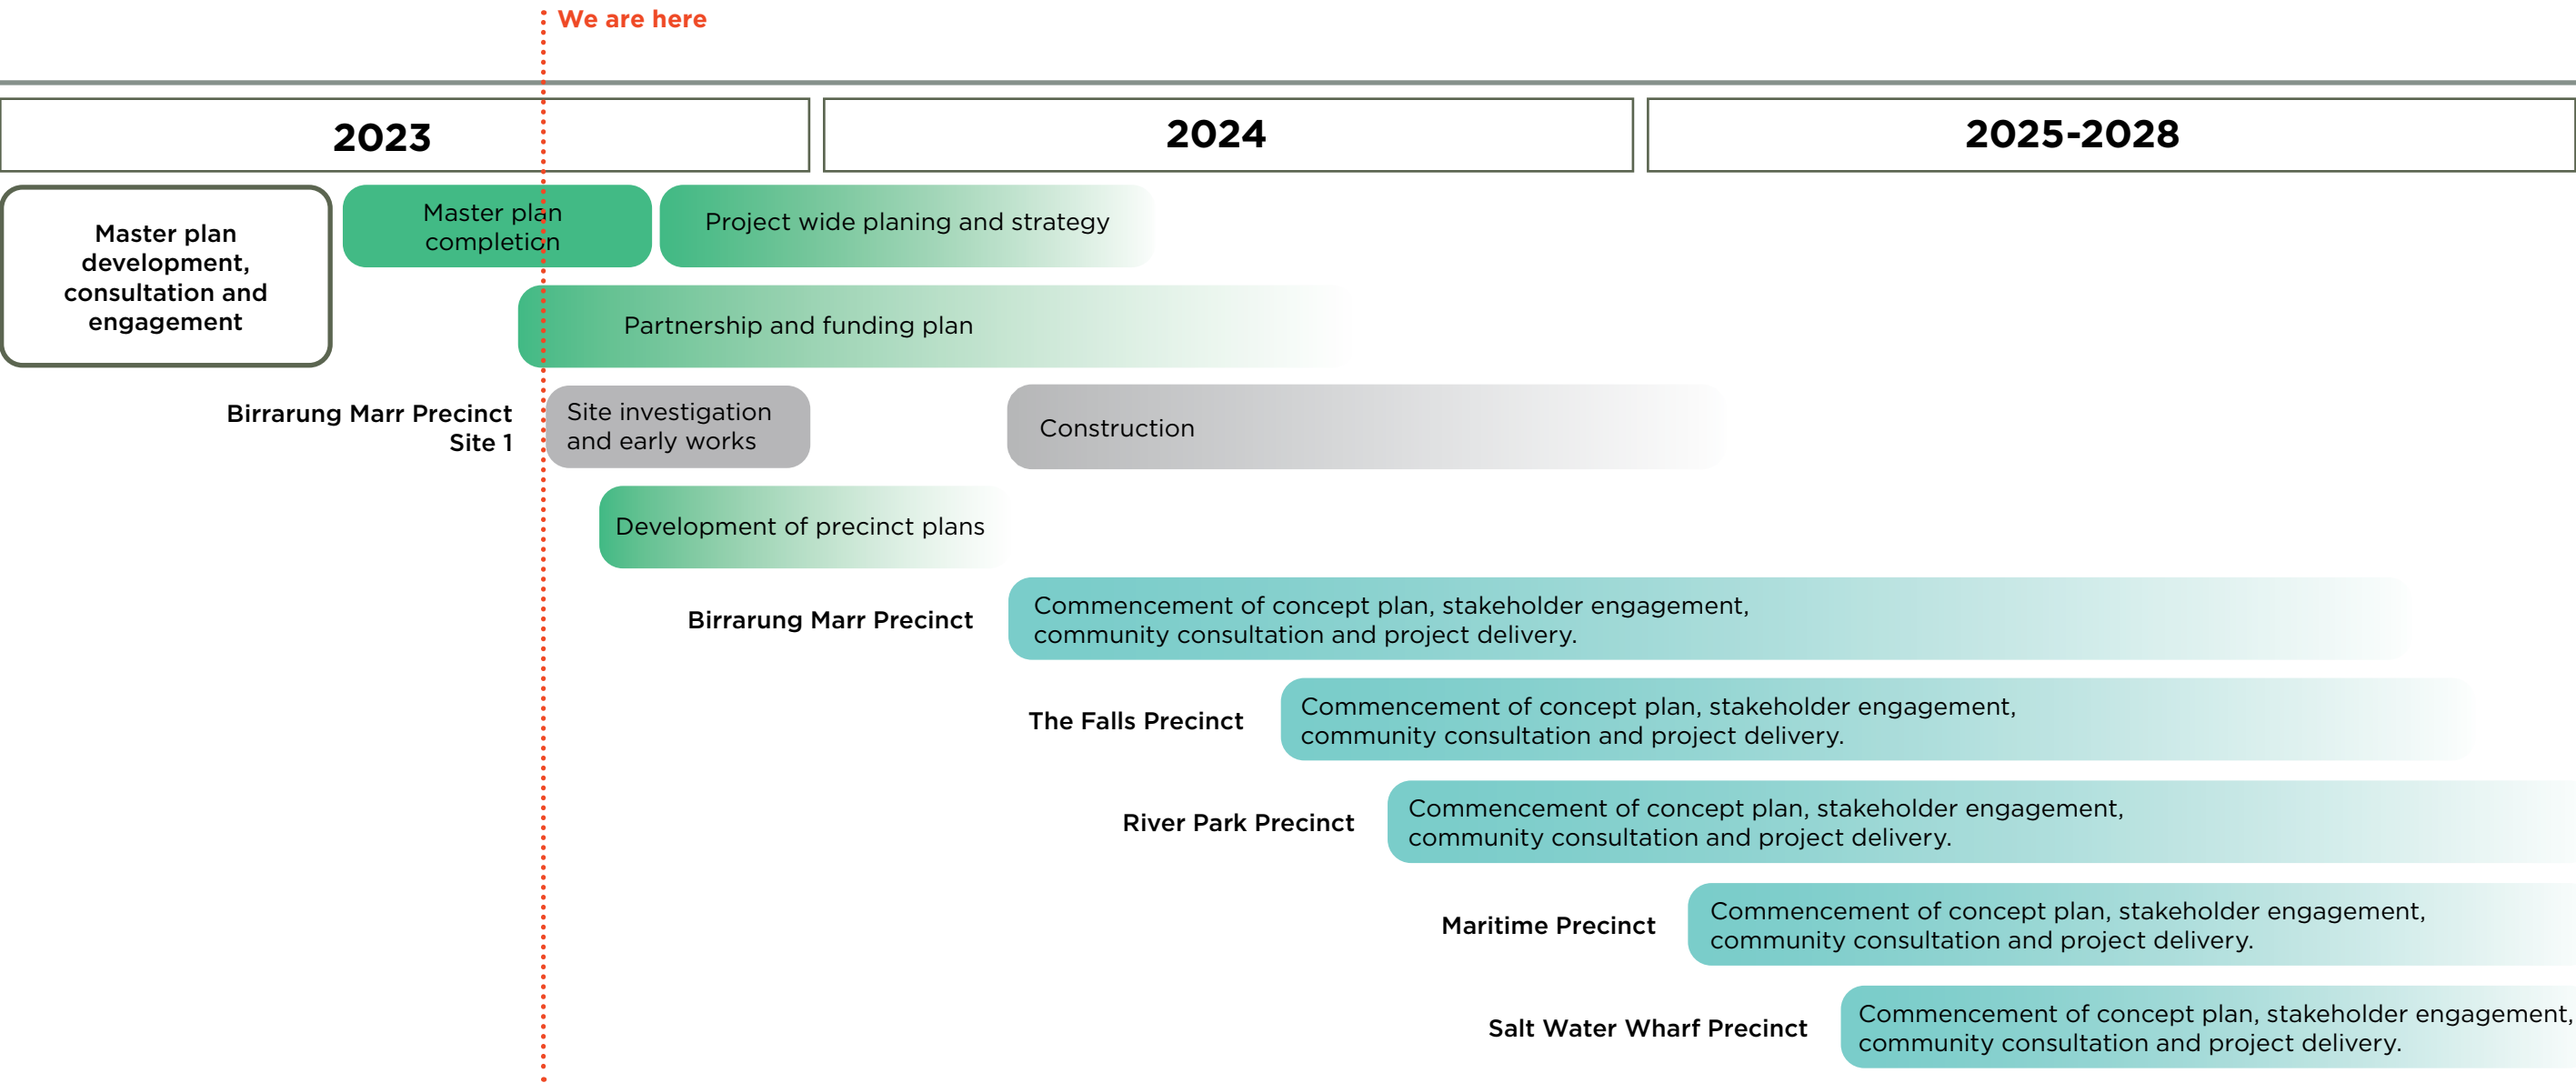 We are here
2023
2024
2025-2028
Master plan
development,
consultation and
engagement
Master plan
completion
Project wide planing and strategy
Partnership and funding plan
Birrarung Marr Precinct
Site 1
Site investigation
and early works
Construction
Development of precinct plans
Birrarung Marr Precinct
Commencement of concept plan, stakeholder engagement,
community consultation and project delivery.
The Falls Precinct
Commencement of concept plan, stakeholder engagement,
community consultation and project delivery.
River Park Precinct
Commencement of concept plan, stakeholder engagement,
community consultation and project delivery.
Maritime Precinct
Commencement of concept plan, stakeholder engagement,
community consultation and project delivery.
Salt Water Wharf Precinct
Commencement of concept plan, stakeholder engagement,
community consultation and project delivery.